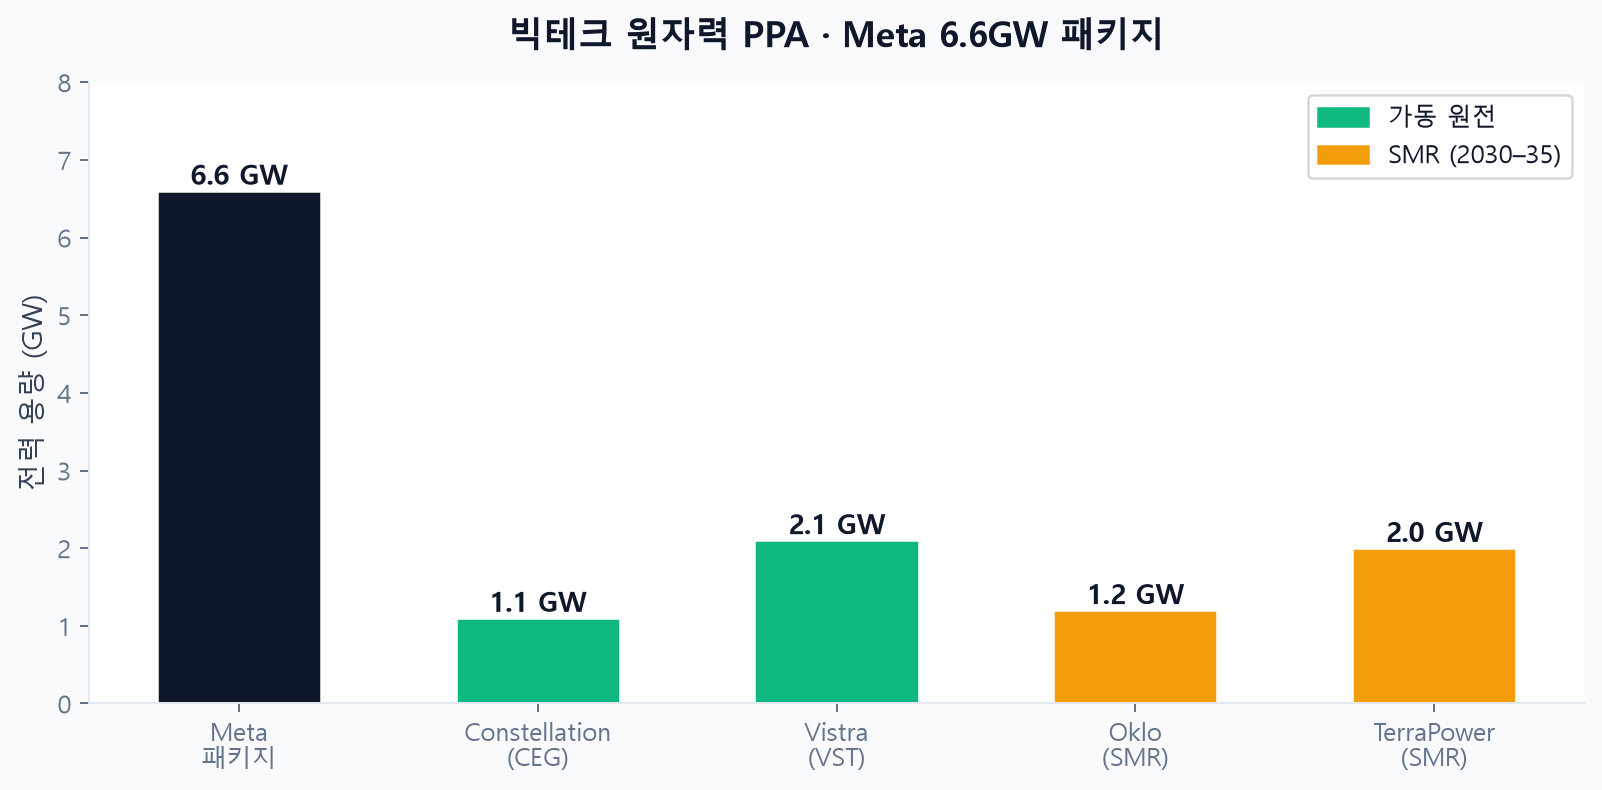 빅테크 원자력 PPA · Meta 6.6GW 패키지
가동 원전
SMR (2030–35)
전력 용량 (GW)
8
7
6
5
4
3
2
1
0
6.6 GW
1.1 GW
2.1 GW
1.2 GW
2.0 GW
Meta
패키지
Constellation
(CEG)
Vistra
(VST)
Oklo
(SMR)
TerraPower
(SMR)